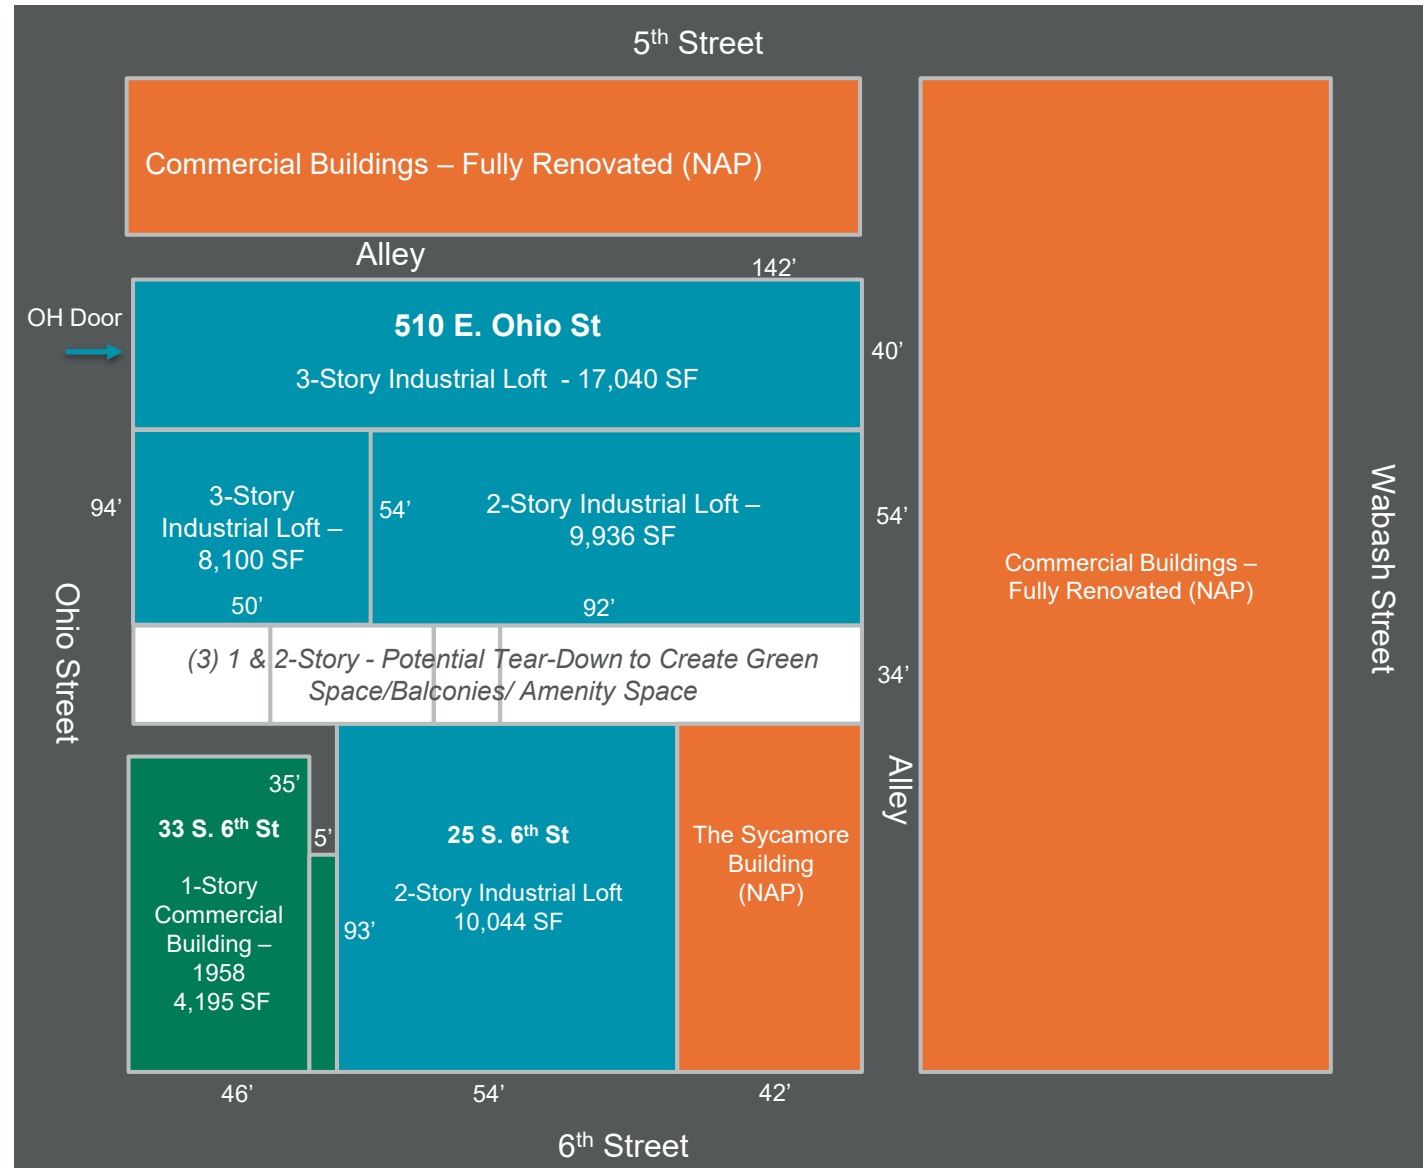 5th Street
Commercial Buildings – Fully Renovated (NAP)
Alley
142’
OH Door
510 E. Ohio St
3-Story Industrial Loft - 17,040 SF
40’
94’
3-Story
Industrial Loft –
8,100 SF
50’
54’
2-Story Industrial Loft –
9,936 SF
92’
54’
Commercial Buildings –
Fully Renovated (NAP)
Wabash Street
Ohio Street
(3) 1 & 2-Story - Potential Tear-Down to Create Green
Space/Balconies/ Amenity Space
34’
Alley
35’
33 S. 6th St
1-Story
Commercial
Building –
1958
4,195 SF
5’
93’
25 S. 6th St
2-Story Industrial Loft
10,044 SF
The Sycamore
Building
(NAP)
46’
54’
42’
6th Street